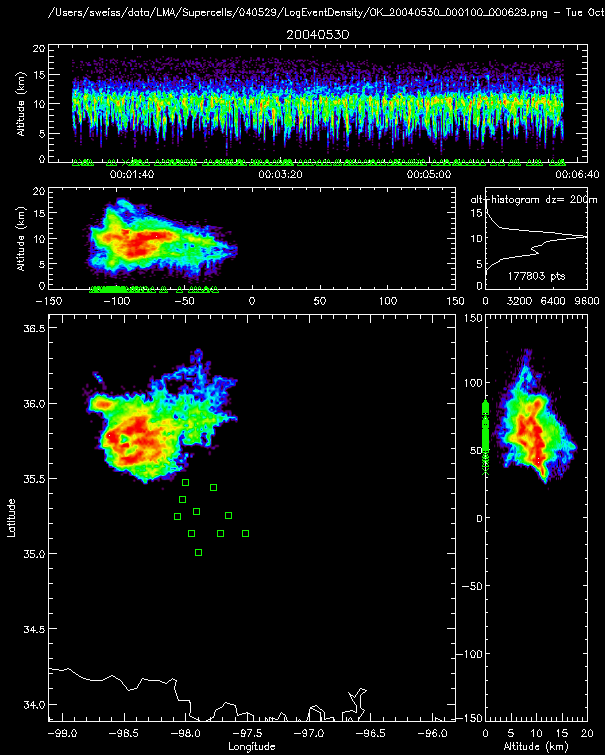 /Users/sweiss/data/LMA/Supercells/040529/LogEventDensity/OK_20040530_000100_000629.png - Tue Oct
20040530
Altitude (km)
20
15
10
5
0
00:01:40 00:03:20 00:05:00 00:06:40
Altitude (km)
20
15
10
5
0
-150 -100 -50 0 50 100 150
alt-histogram dz= 200m
20
15
10
5
0
177803 pts
0 3200 6400 9600
Latitude
36.5
36.0
35.5
35.0
34.5
34.0
-99.0 -98.5 -98.0 -97.5 -97.0 -96.5 -96.0
Longitude
150
100
50
0
-50
-100
-150
0 5 10 15 20
Altitude (km)